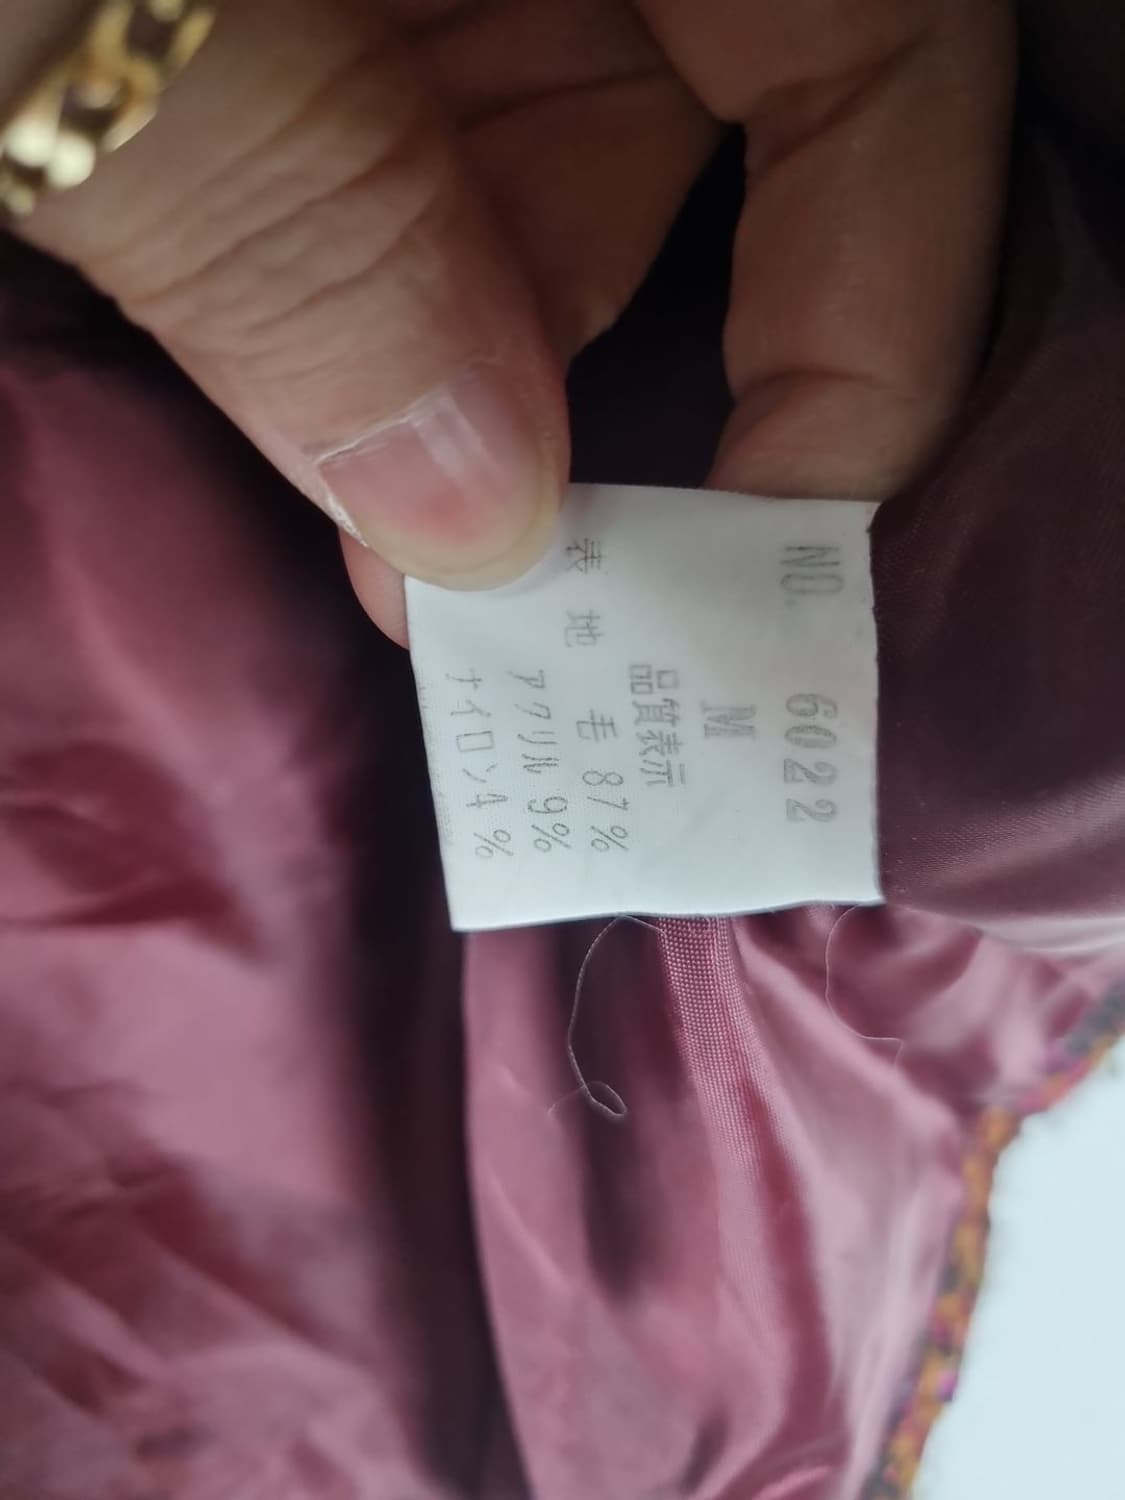 NO. 6022
M
品質表示
表地 毛 87%
アクリル 9%
ナイロン 4%